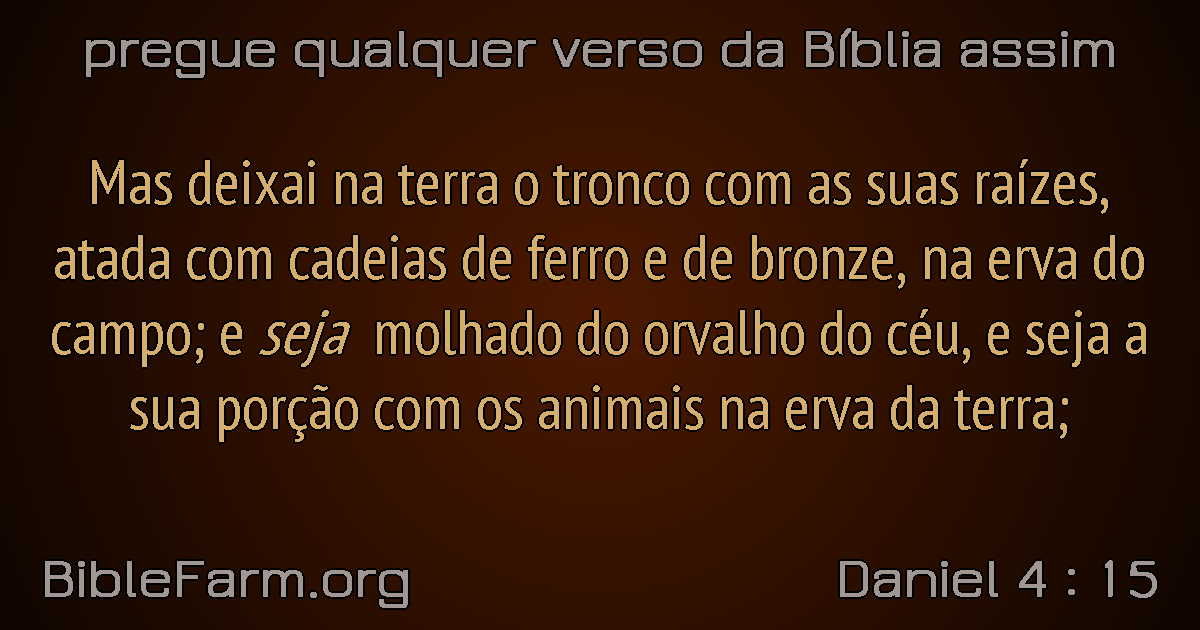 pregue qualquer verso da Bíblia assim
Mas deixai na terra o tronco com as suas raízes,
atada com cadeias de ferro e de bronze, na erva do
campo; e seja molhado do orvalho do céu, e seja a
sua porção com os animais na erva da terra;
BibleFarm.org
Daniel 4 : 15